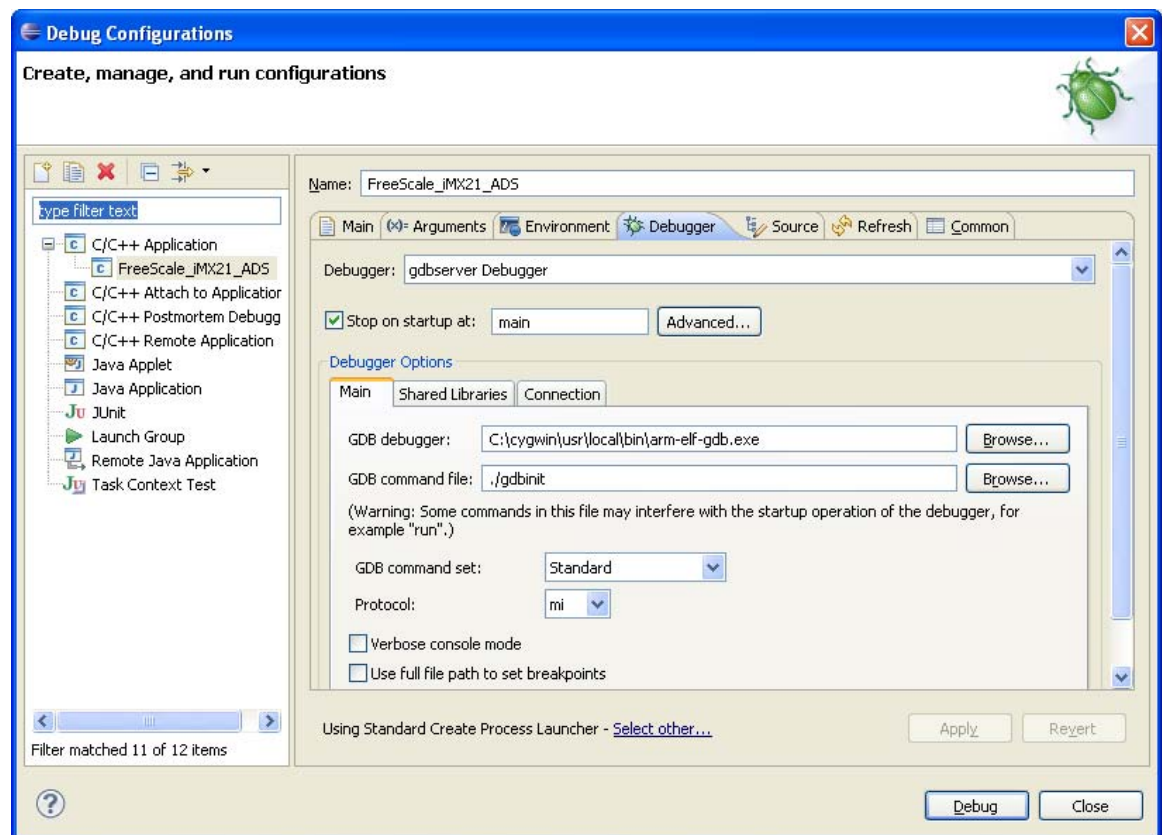 Debug Configurations
Create, manage, and run configurations
type filter text
C/C++ Application
FreeScale_iMX21_ADS
C/C++ Attach to Application
C/C++ Postmortem Debugg
C/C++ Remote Application
Java Applet
Java Application
JUnit
Launch Group
Remote Java Application
Task Context Test
Filter matched 11 of 12 items
Name: FreeScale_iMX21_ADS
Main (x)= Arguments Environment Debugger Source Refresh Common
Debugger: gdbserver Debugger
Stop on startup at: main Advanced...
Debugger Options
Main Shared Libraries Connection
GDB debugger: C:\cygwin\usr\local\bin\arm-elf-gdb.exe Browse...
GDB command file: ./gdbinit Browse...
(Warning: Some commands in this file may interfere with the startup operation of the debugger, for
example "run".)
GDB command set: Standard
Protocol: mi
Verbose console mode
Use full file path to set breakpoints
Using Standard Create Process Launcher - Select other...
Apply Revert
Debug Close